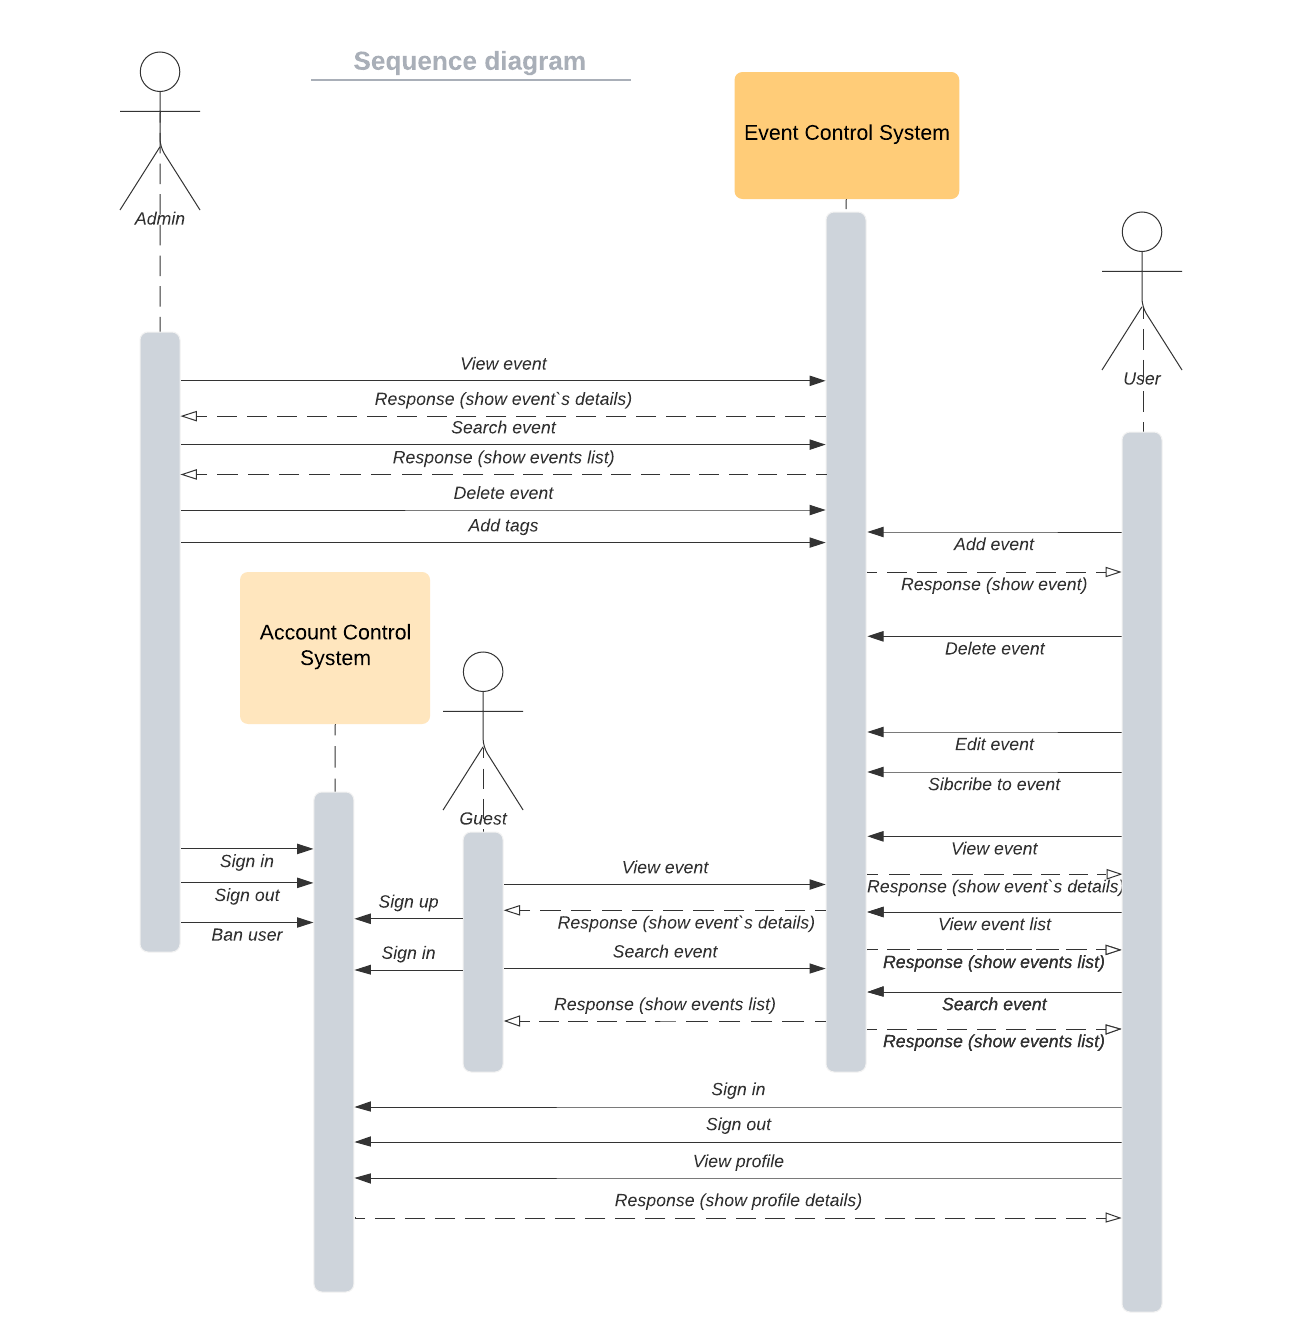 Sequence diagram
Event Control System
Admin
User
View event
Response (show event`s details)
Search event
Response (show events list)
Delete event
Add tags
Add event
Response (show event)
Account Control
System
Delete event
Edit event
Sibcribe to event
Guest
View event
Response (show event`s details)
Sign in
Sign out
Ban user
View event
Sign up
Response (show event`s details)
Sign in
Search event
Response (show events list)
View event list
Response (show events list)
Search event
Response (show events list)
Sign in
Sign out
View profile
Response (show profile details)